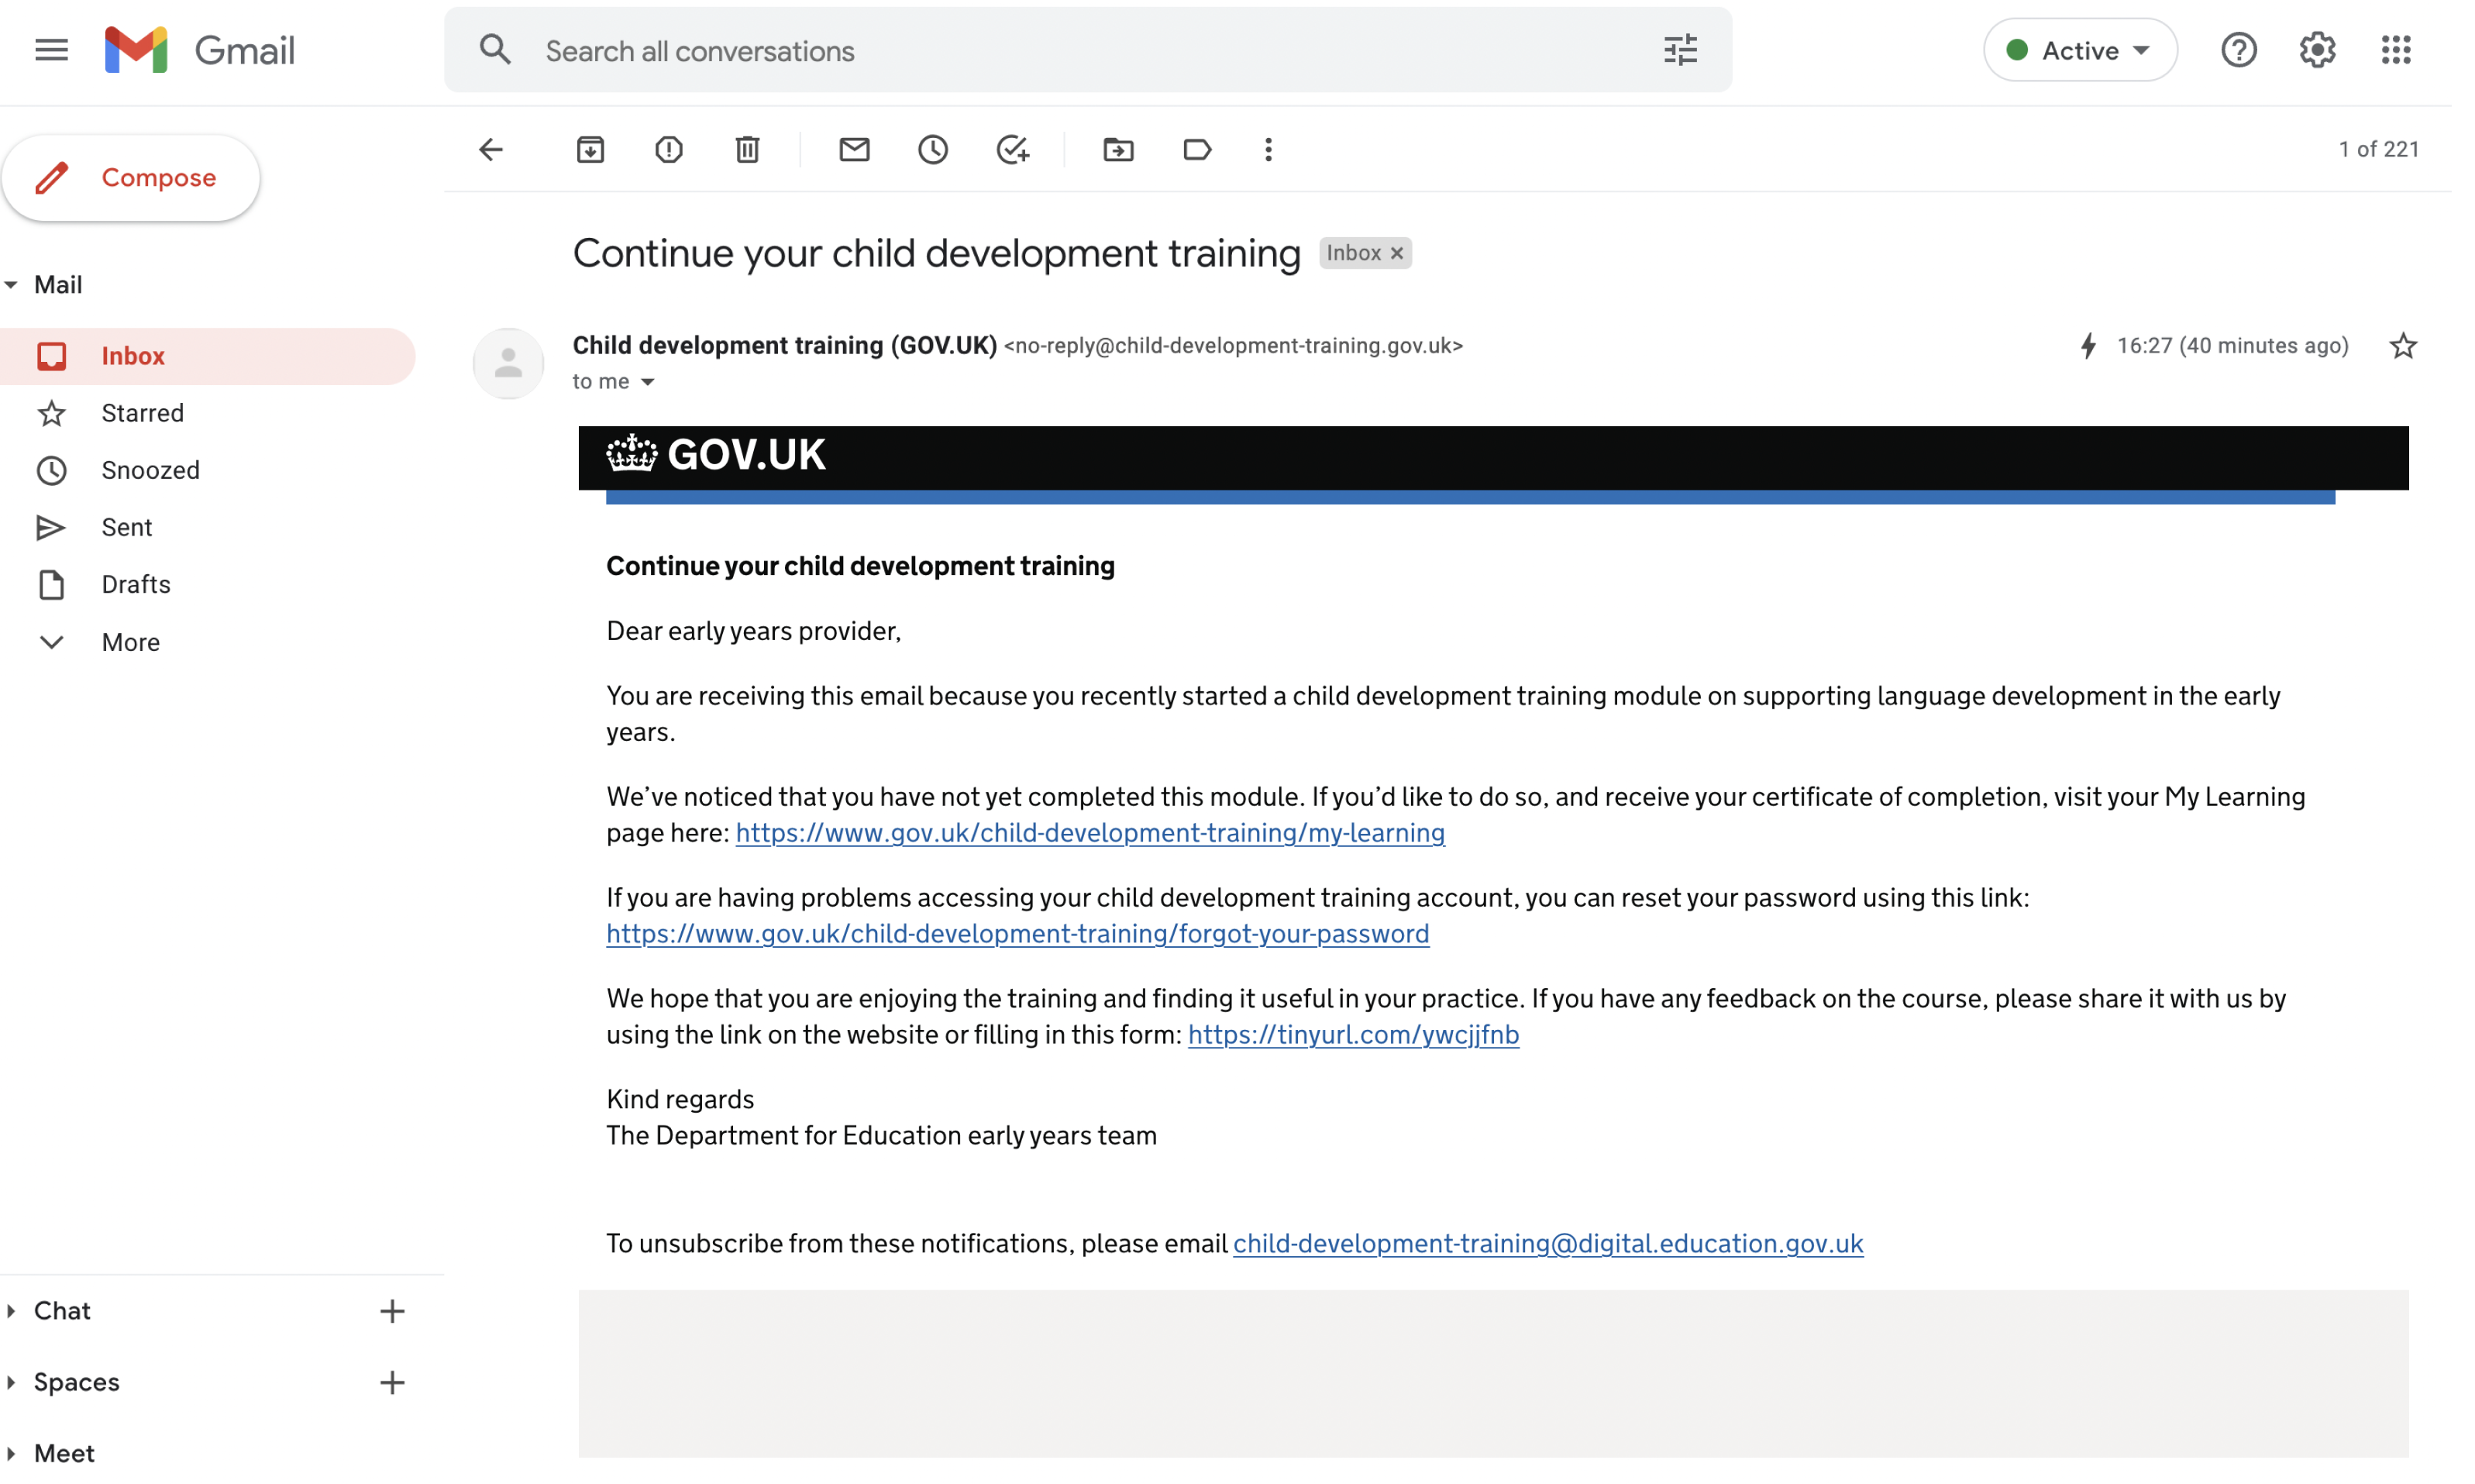 Gmail
Search all conversations
Active
Compose
1 of 221
Continue your child development training Inbox ×
Mail
Child development training (GOV.UK) <no-reply@child-development-training.gov.uk> 16:27 (40 minutes ago)
to me
Inbox
Starred
Snoozed
Sent
Drafts
More
GOV.UK
Continue your child development training
Dear early years provider,
You are receiving this email because you recently started a child development training module on supporting language development in the early
years.
We’ve noticed that you have not yet completed this module. If you’d like to do so, and receive your certificate of completion, visit your My Learning
page here: https://www.gov.uk/child-development-training/my-learning
If you are having problems accessing your child development training account, you can reset your password using this link:
https://www.gov.uk/child-development-training/forgot-your-password
We hope that you are enjoying the training and finding it useful in your practice. If you have any feedback on the course, please share it with us by
using the link on the website or filling in this form: https://tinyurl.com/ywcjjfnb
Kind regards
The Department for Education early years team
To unsubscribe from these notifications, please email child-development-training@digital.education.gov.uk
Chat
Spaces
Meet